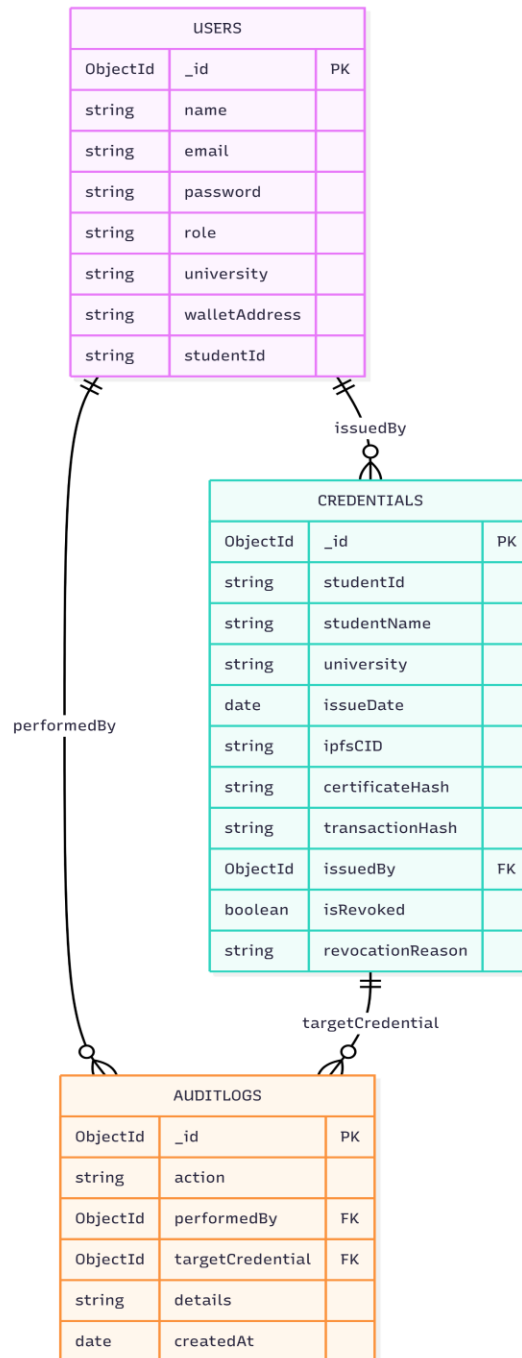 USERS
ObjectId _id PK
string name
string email
string password
string role
string university
string walletAddress
string studentId
issuedBy
CREDENTIALS
ObjectId _id PK
string studentId
string studentName
string university
date issueDate
string ipfsCID
performedBy
string certificateHash
string transactionHash
ObjectId issuedBy FK
boolean isRevoked
string revocationReason
targetCredential
AUDITLOGS
ObjectId _id PK
string action
ObjectId performedBy FK
ObjectId targetCredential FK
string details
date createdAt